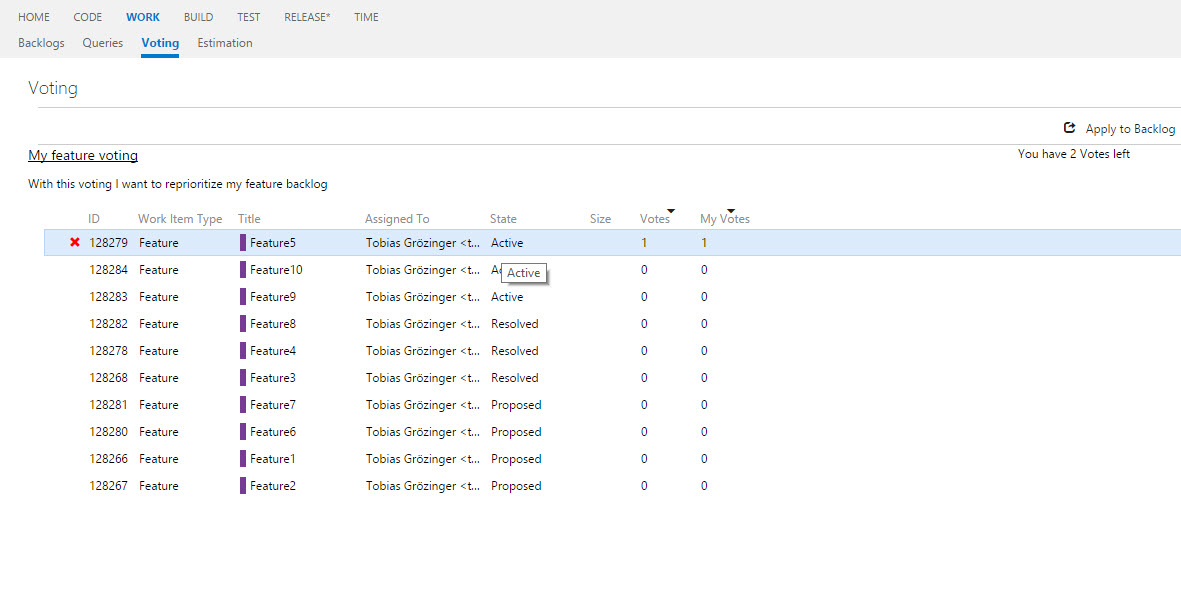 HOME CODE WORK BUILD TEST RELEASE* TIME
Backlogs Queries Voting Estimation
Voting
Apply to Backlog
My feature voting You have 2 Votes left
With this voting I want to reprioritize my feature backlog
ID Work Item Type Title Assigned To State Size Votes My Votes
128279 Feature Feature5 Tobias Grözinger <t... Active 1 1
128284 Feature Feature10 Tobias Grözinger <t... 0 0
Active
128283 Feature Feature9 Tobias Grözinger <t... Active 0 0
128282 Feature Feature8 Tobias Grözinger <t... Resolved 0 0
128278 Feature Feature4 Tobias Grözinger <t... Resolved 0 0
128268 Feature Feature3 Tobias Grözinger <t... Resolved 0 0
128281 Feature Feature7 Tobias Grözinger <t... Proposed 0 0
128280 Feature Feature6 Tobias Grözinger <t... Proposed 0 0
128266 Feature Feature1 Tobias Grözinger <t... Proposed 0 0
128267 Feature Feature2 Tobias Grözinger <t... Proposed 0 0